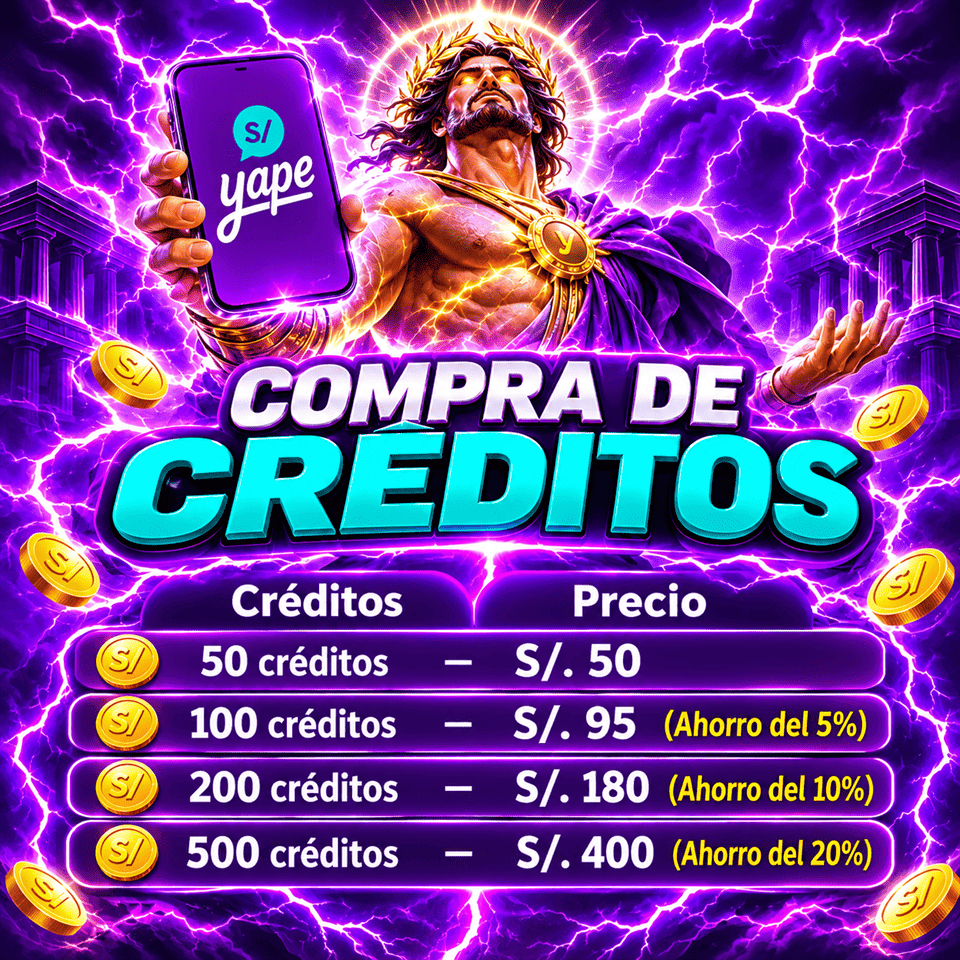 S/
yape
y
COMPRA DE
CRÉDITOS
Créditos Precio
S/ 50 créditos – S/. 50
S/ 100 créditos – S/. 95 (Ahorro del 5%)
S/ 200 créditos – S/. 180 (Ahorro del 10%)
S/ 500 créditos – S/. 400 (Ahorro del 20%)
S/
S/
S/
S/
S/
S/